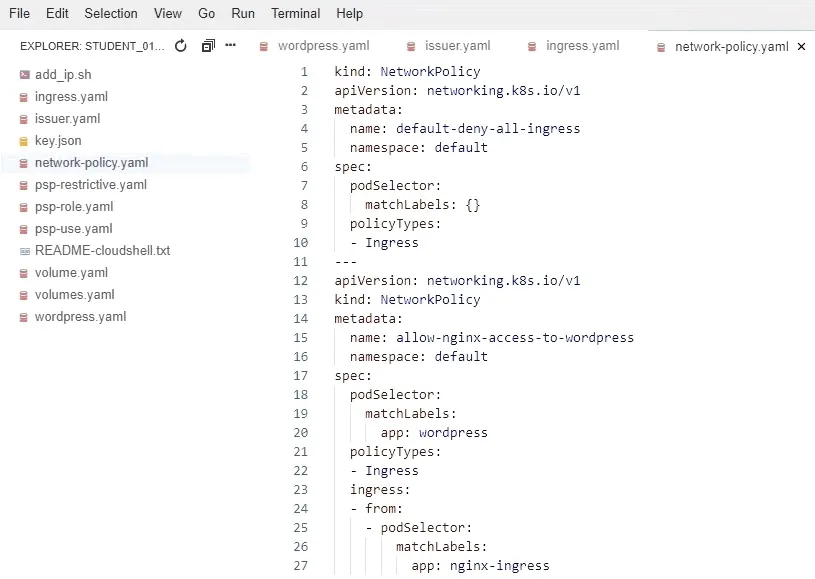 File Edit Selection View Go Run Terminal Help
EXPLORER: STUDENT_01...
add_ip.sh
ingress.yaml
issuer.yaml
key.json
network-policy.yaml
psp-restrictive.yaml
psp-role.yaml
psp-use.yaml
README-cloudshell.txt
volume.yaml
volumes.yaml
wordpress.yaml
wordpress.yaml issuer.yaml ingress.yaml network-policy.yaml
1 kind: NetworkPolicy
2 apiVersion: networking.k8s.io/v1
3 metadata:
4   name: default-deny-all-ingress
5   namespace: default
6 spec:
7   podSelector:
8     matchLabels: {}
9   policyTypes:
10   - Ingress
11 ---
12 apiVersion: networking.k8s.io/v1
13 kind: NetworkPolicy
14 metadata:
15   name: allow-nginx-access-to-wordpress
16   namespace: default
17 spec:
18   podSelector:
19     matchLabels:
20       app: wordpress
21   policyTypes:
22   - Ingress
23   ingress:
24   - from:
25     - podSelector:
26         matchLabels:
27           app: nginx-ingress